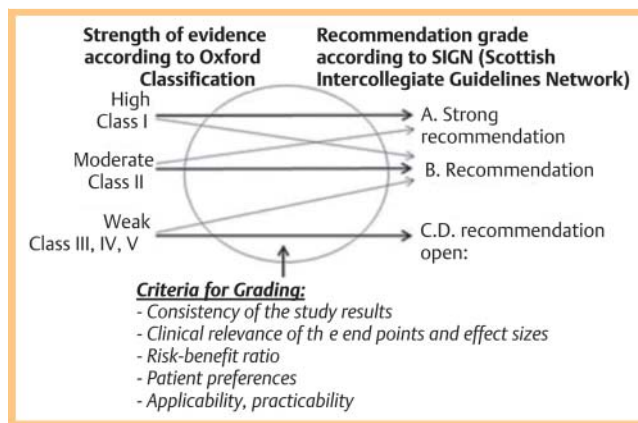 Strength of evidence
according to Oxford
Classification
Recommendation grade
according to SIGN (Scottish
Intercollegiate Guidelines Network)
High
Class I
A. Strong
recommendation
Moderate
Class II
B. Recommendation
Weak
Class III, IV, V
C.D. recommendation
open:
Criteria for Grading:
- Consistency of the study results
- Clinical relevance of th e end points and effect sizes
- Risk-benefit ratio
- Patient preferences
- Applicability, practicability